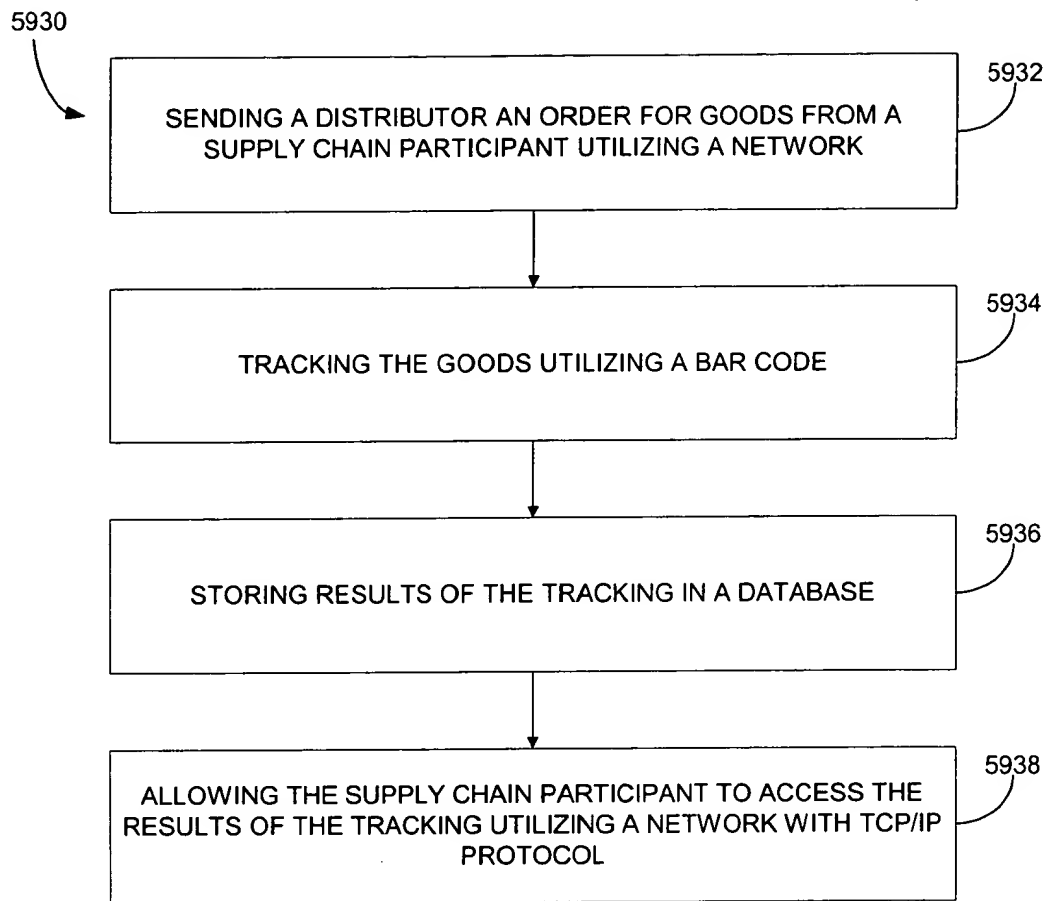 5930
5932
SENDING A DISTRIBUTOR AN ORDER FOR GOODS FROM A
SUPPLY CHAIN PARTICIPANT UTILIZING A NETWORK
5934
TRACKING THE GOODS UTILIZING A BAR CODE
5936
STORING RESULTS OF THE TRACKING IN A DATABASE
5938
ALLOWING THE SUPPLY CHAIN PARTICIPANT TO ACCESS THE
RESULTS OF THE TRACKING UTILIZING A NETWORK WITH TCP/IP
PROTOCOL